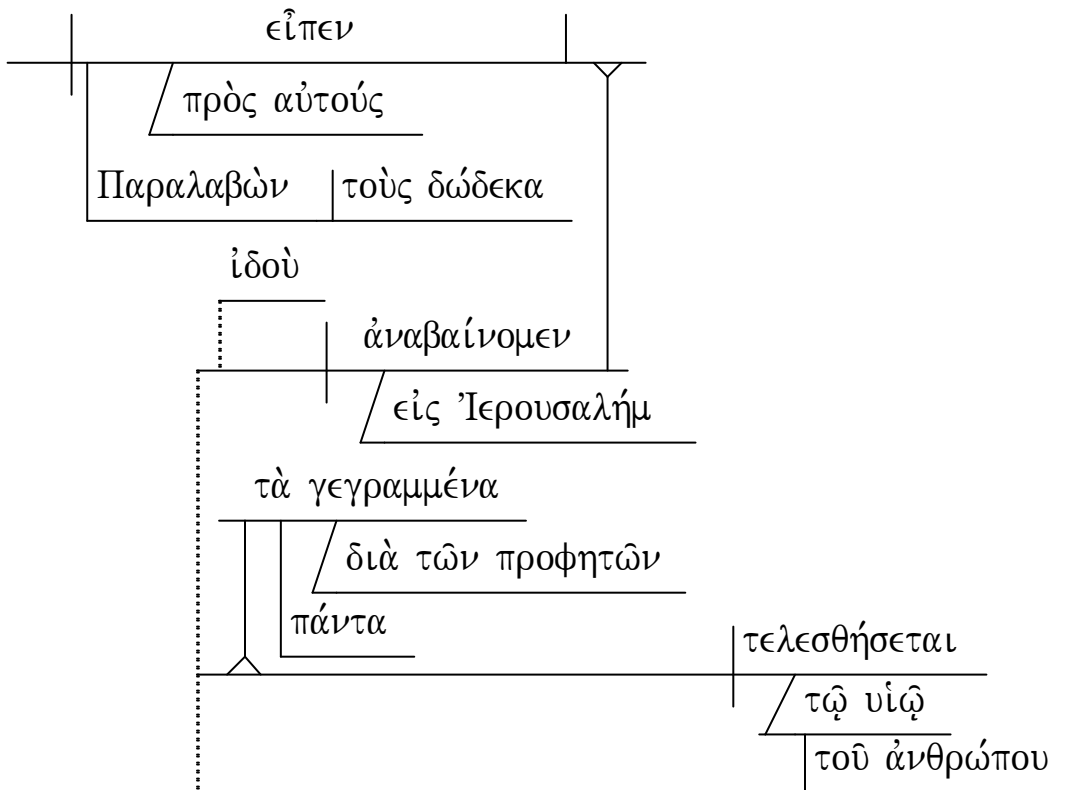 εἶπεν
πρὸς αὐτούς
Παραλαβὼν τοὺς δώδεκα
ἰδοὺ
ἀναβαίνομεν
εἰς Ἰερουσαλήμ
τὰ γεγραμμένα
διὰ τῶν προφητῶν
πάντα
τελεσθήσεται
τῷ υἱῷ
τοῦ ἀνθρώπου